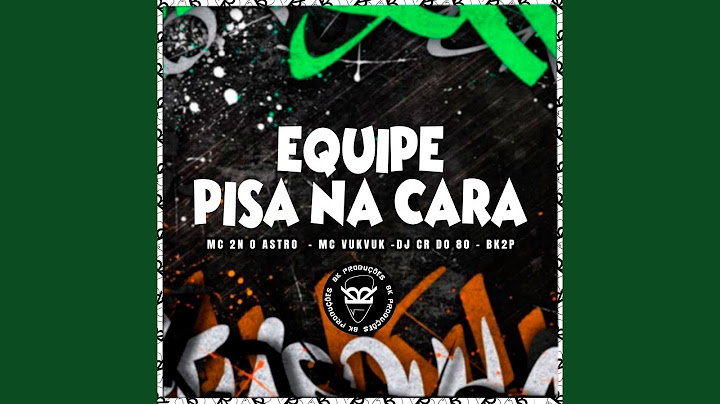 EQUIPE
PISA NA CARA
MC 2N O ASTRO - MC VUKVUK -DJ CR DO 80 - BK2P
BK PRODUÇÕES BK PRODUÇÕES BK PRODUÇÕES